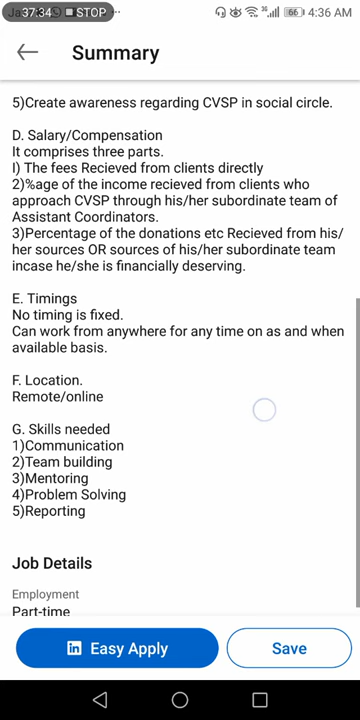 37:34 STOP 66 4:36 AM
Summary
5)Create awareness regarding CVSP in social circle.
D. Salary/Compensation
It comprises three parts.
I) The fees Recieved from clients directly
2)%age of the income recieved from clients who
approach CVSP through his/her subordinate team of
Assistant Coordinators.
3)Percentage of the donations etc Recieved from his/
her sources OR sources of his/her subordinate team
incase he/she is financially deserving.
E. Timings
No timing is fixed.
Can work from anywhere for any time on as and when
available basis.
F. Location.
Remote/online
G. Skills needed
1)Communication
2)Team building
3)Mentoring
4)Problem Solving
5)Reporting
Job Details
Employment
Part-time
in Easy Apply
Save